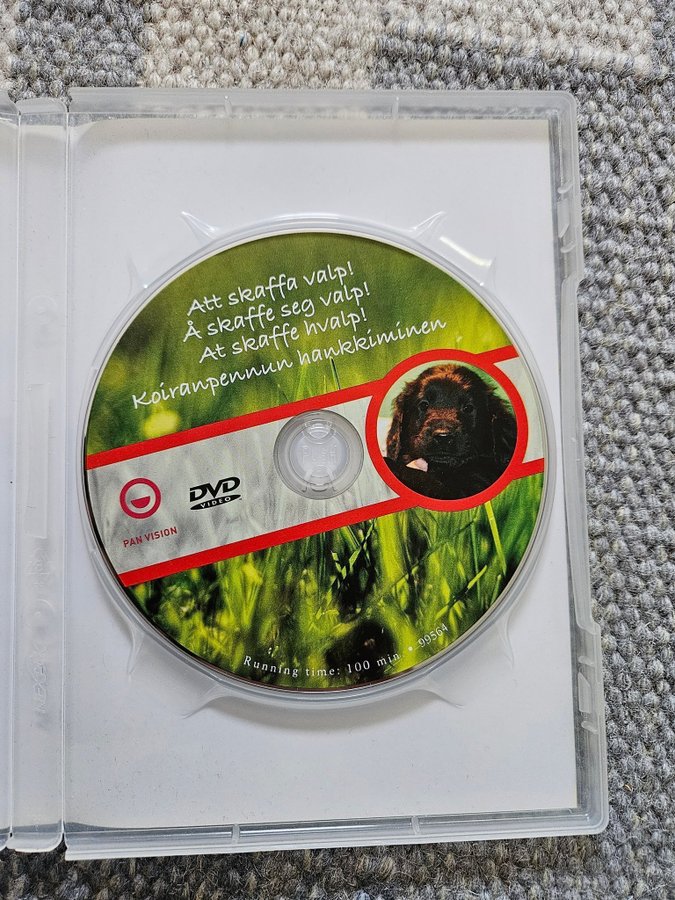 Att skaffa valp!
Å skaffe seg valp!
At skaffe hvalp!
Koiranpennun hankkiminen
PAN VISION
DVD
VIDEO
Running time: 100 min • 99564